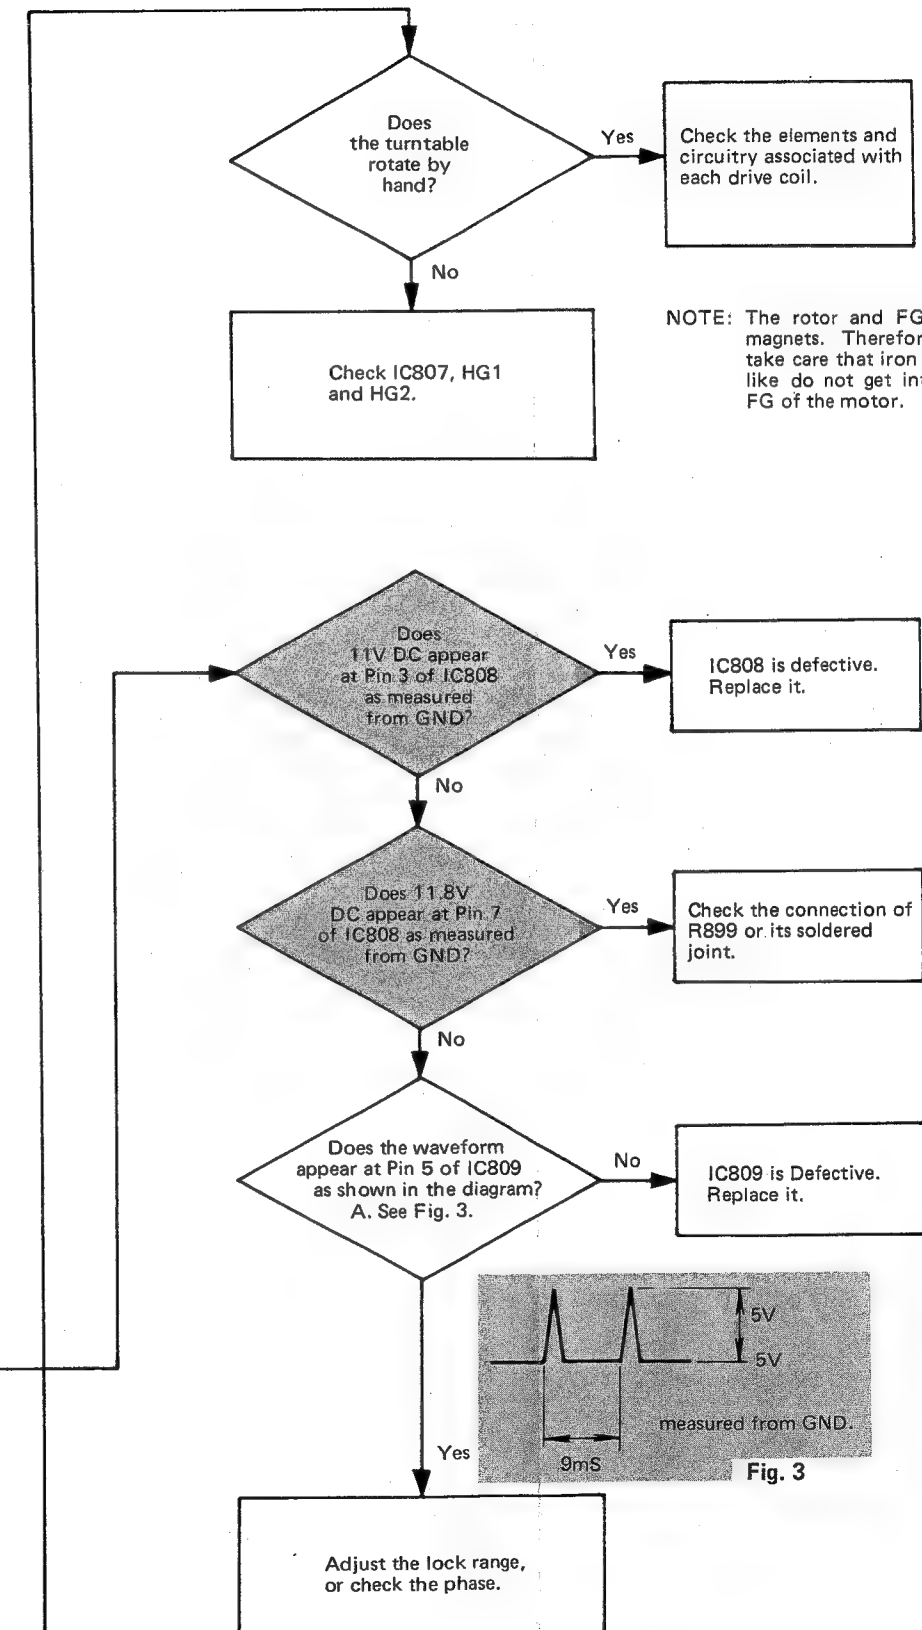 Does
the turntable
rotate by
hand?
Yes
Check the elements and
circuitry associated with
each drive coil.
No
Check IC807, HG1
and HG2.
NOTE: The rotor and FG
magnets. Therefor
take care that iron
like do not get in
FG of the motor.
Does
11V DC appear
at Pin 3 of IC808
as measured
from GND?
Yes
IC808 is defective.
Replace it.
No
Does 11.8V
DC appear at Pin 7
of IC808 as measured
from GND?
Yes
Check the connection of
R899 or its soldered
joint.
No
Does the waveform
appear at Pin 5 of IC809
as shown in the diagram?
A. See Fig. 3.
No
IC809 is Defective.
Replace it.
5V
5V
measured from GND.
9mS
Fig. 3
Yes
Adjust the lock range,
or check the phase.